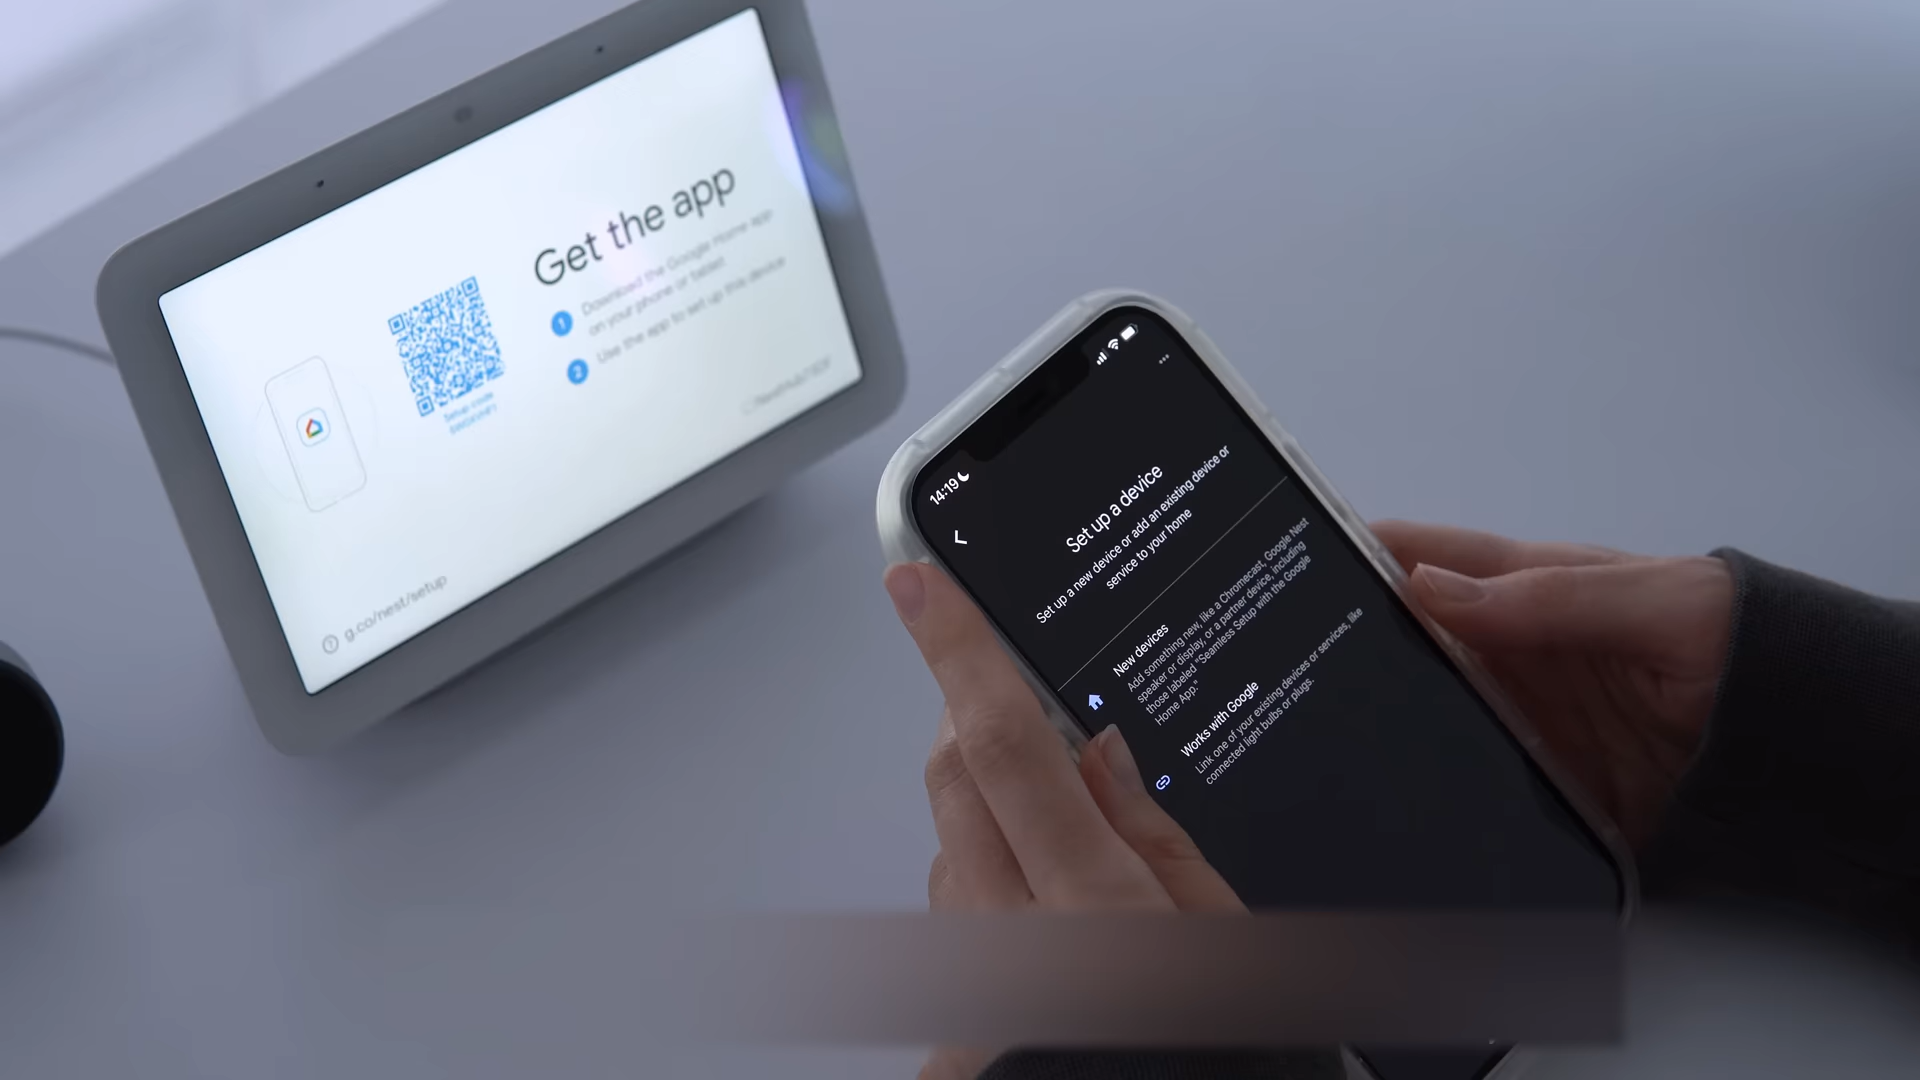 Get the app
1 Download the Google Home app
on your phone or tablet
2 Use the app to set up this device
Setup code
g.co/nest/setup
14:19
Set up a device
Set up a new device or add an existing device or
service to your home
New devices
Add something new, like a Chromecast, Google Nest
speaker or display, or a partner device, including
those labeled "Seamless Setup with the Google
Home App."
Works with Google
Link one of your existing devices or services, like
connected light bulbs or plugs.